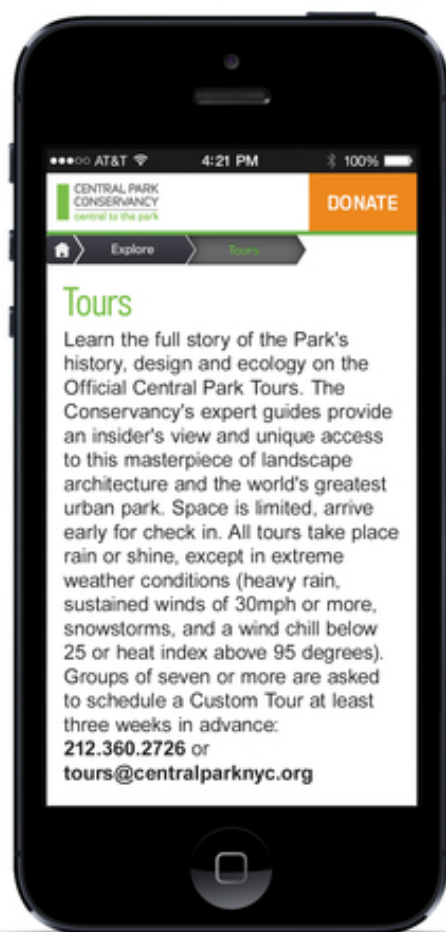 AT&T 4:21 PM 100%
CENTRAL PARK
CONSERVANCY
central to the park
DONATE
Explore Tours
Tours
Learn the full story of the Park's
history, design and ecology on the
Official Central Park Tours. The
Conservancy's expert guides provide
an insider's view and unique access
to this masterpiece of landscape
architecture and the world's greatest
urban park. Space is limited, arrive
early for check in. All tours take place
rain or shine, except in extreme
weather conditions (heavy rain,
sustained winds of 30mph or more,
snowstorms, and a wind chill below
25 or heat index above 95 degrees).
Groups of seven or more are asked
to schedule a Custom Tour at least
three weeks in advance:
212.360.2726 or
tours@centralparknyc.org